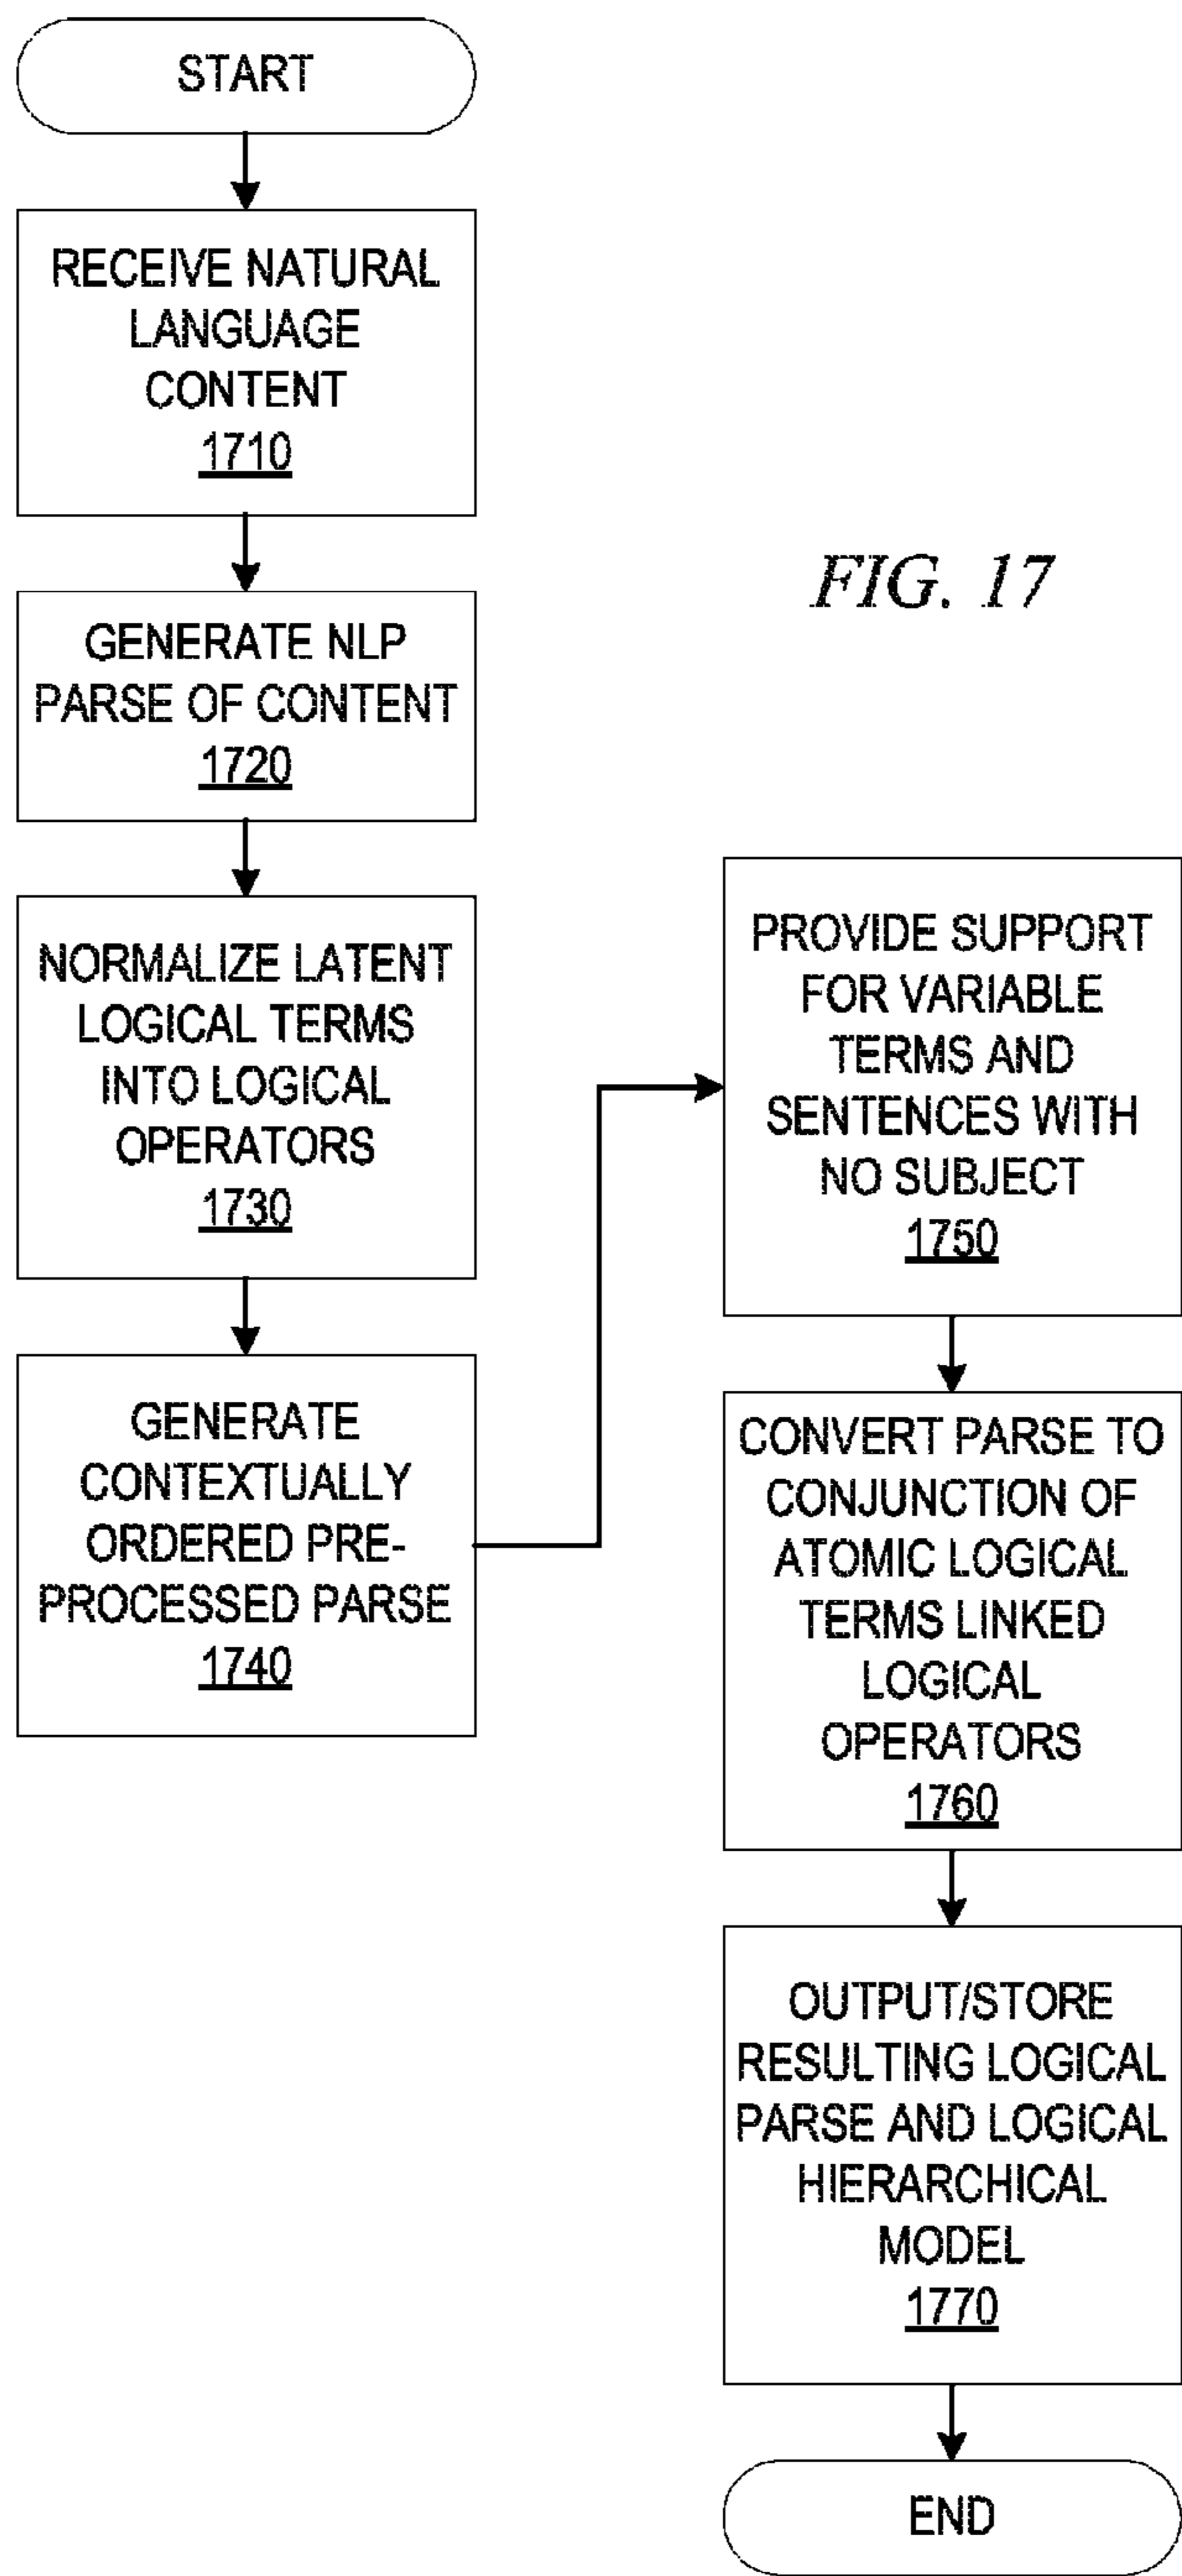 START
RECEIVE NATURAL
LANGUAGE
CONTENT
1710
GENERATE NLP
PARSE OF CONTENT
1720
NORMALIZE LATENT
LOGICAL TERMS
INTO LOGICAL
OPERATORS
1730
GENERATE
CONTEXTUALLY
ORDERED PRE-
PROCESSED PARSE
1740
FIG. 17
PROVIDE SUPPORT
FOR VARIABLE
TERMS AND
SENTENCES WITH
NO SUBJECT
1750
CONVERT PARSE TO
CONJUNCTION OF
ATOMIC LOGICAL
TERMS LINKED
LOGICAL
OPERATORS
1760
OUTPUT/STORE
RESULTING LOGICAL
PARSE AND LOGICAL
HIERARCHICAL
MODEL
1770
END